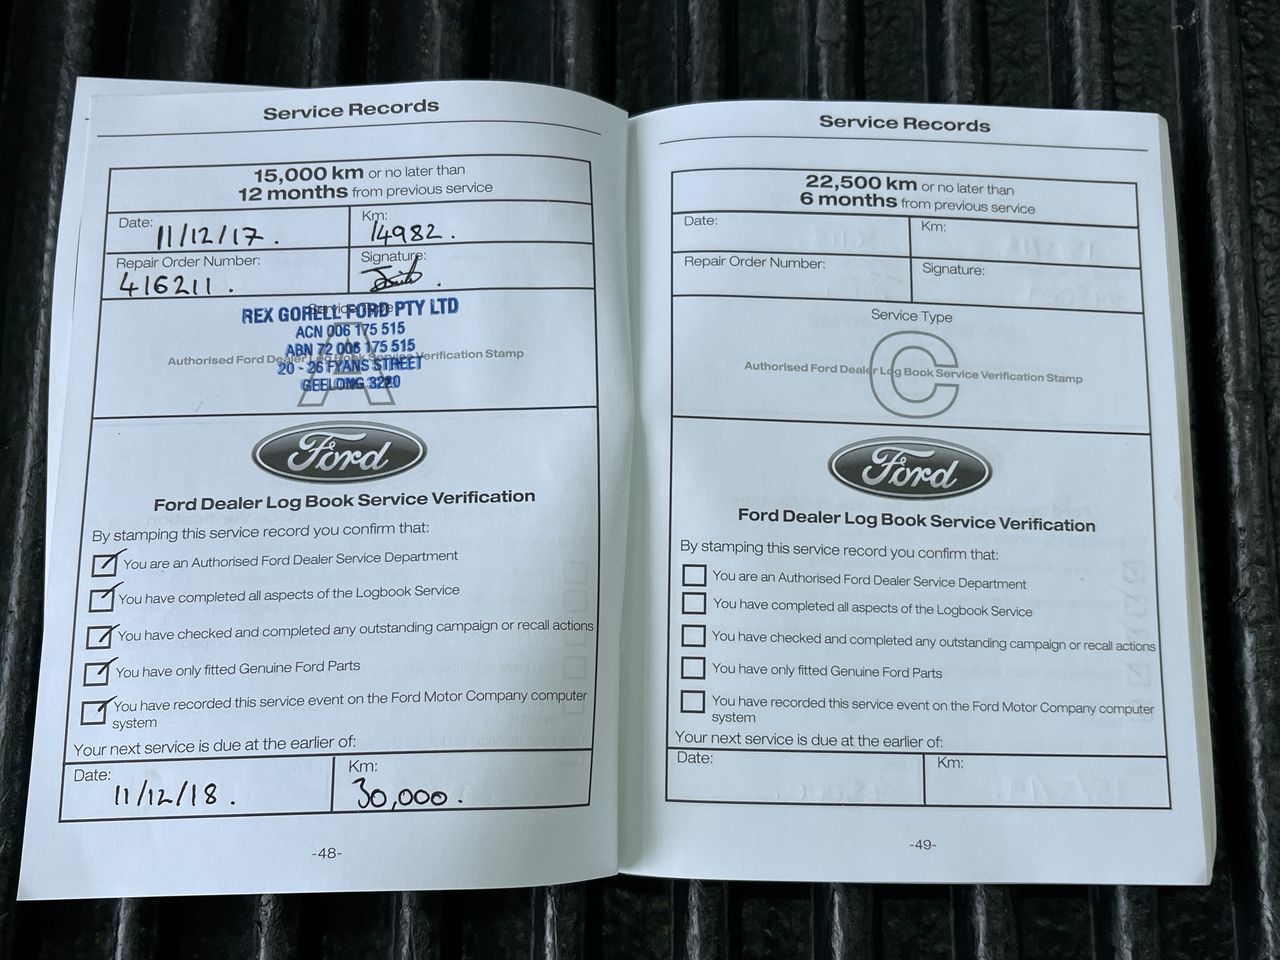 Service Records
15,000 km or no later than
12 months from previous service
Date:
11/12/17.
Km:
14982.
Repair Order Number:
416211.
Signature:
Service Type
REX GORELL FORD PTY LTD
ACN 006 175 515
ABN 72 006 175 515
20 - 26 FYANS STREET
GEELONG 3220
A
Authorised Ford Dealer Log Book Service Verification Stamp
Ford
Ford Dealer Log Book Service Verification
By stamping this service record you confirm that:
You are an Authorised Ford Dealer Service Department
You have completed all aspects of the Logbook Service
You have checked and completed any outstanding campaign or recall actions
You have only fitted Genuine Ford Parts
You have recorded this service event on the Ford Motor Company computer
system
Your next service is due at the earlier of:
Date:
11/12/18.
Km:
30,000.
-48-
Service Records
22,500 km or no later than
6 months from previous service
Date:
Km:
Repair Order Number:
Signature:
Service Type
C
Authorised Ford Dealer Log Book Service Verification Stamp
Ford
Ford Dealer Log Book Service Verification
By stamping this service record you confirm that:
You are an Authorised Ford Dealer Service Department
You have completed all aspects of the Logbook Service
You have checked and completed any outstanding campaign or recall actions
You have only fitted Genuine Ford Parts
You have recorded this service event on the Ford Motor Company computer
system
Your next service is due at the earlier of:
Date:
Km:
-49-